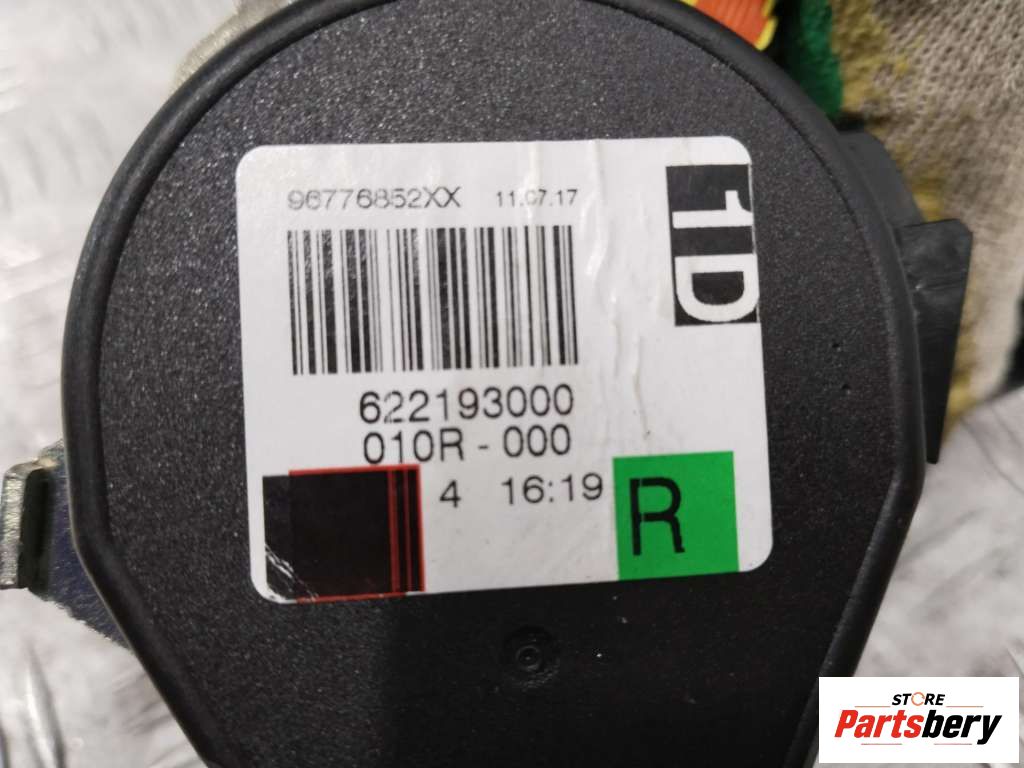 96776852XX 11.07.17
1D
622193000
010R-000
4 16:19 R
STORE
Partsbery